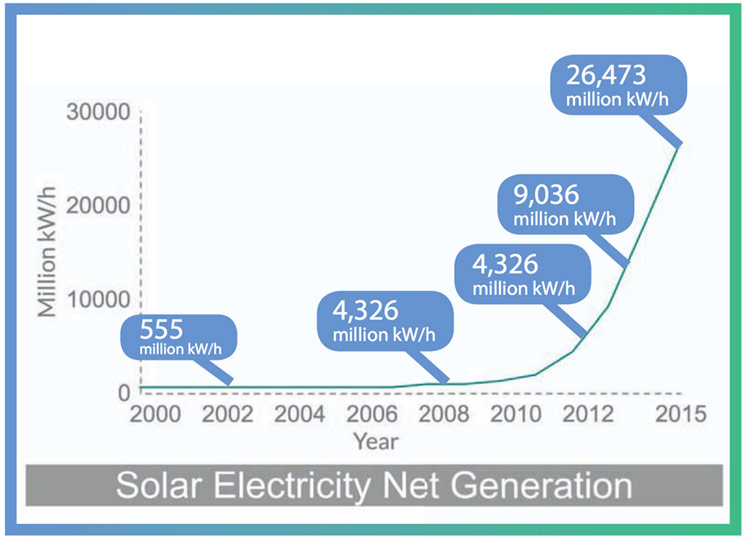 26,473
million kW/h
30000
9,036
million kW/h
20000
Million kW/h
4,326
million kW/h
10000
4,326
million kW/h
555
million kW/h
0
2000 2002 2004 2006 2008 2010 2012 2015
Year
Solar Electricity Net Generation